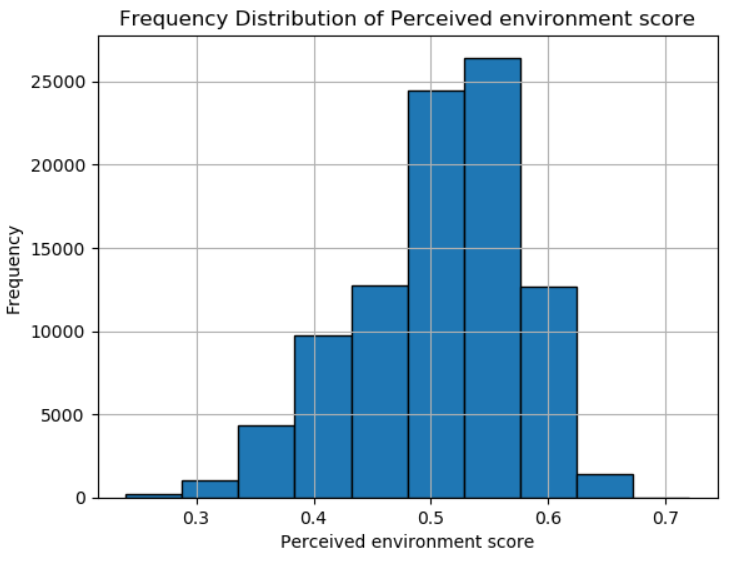 Frequency Distribution of Perceived environment score
25000
20000
15000
10000
5000
0
Frequency
0.3 0.4 0.5 0.6 0.7
Perceived environment score